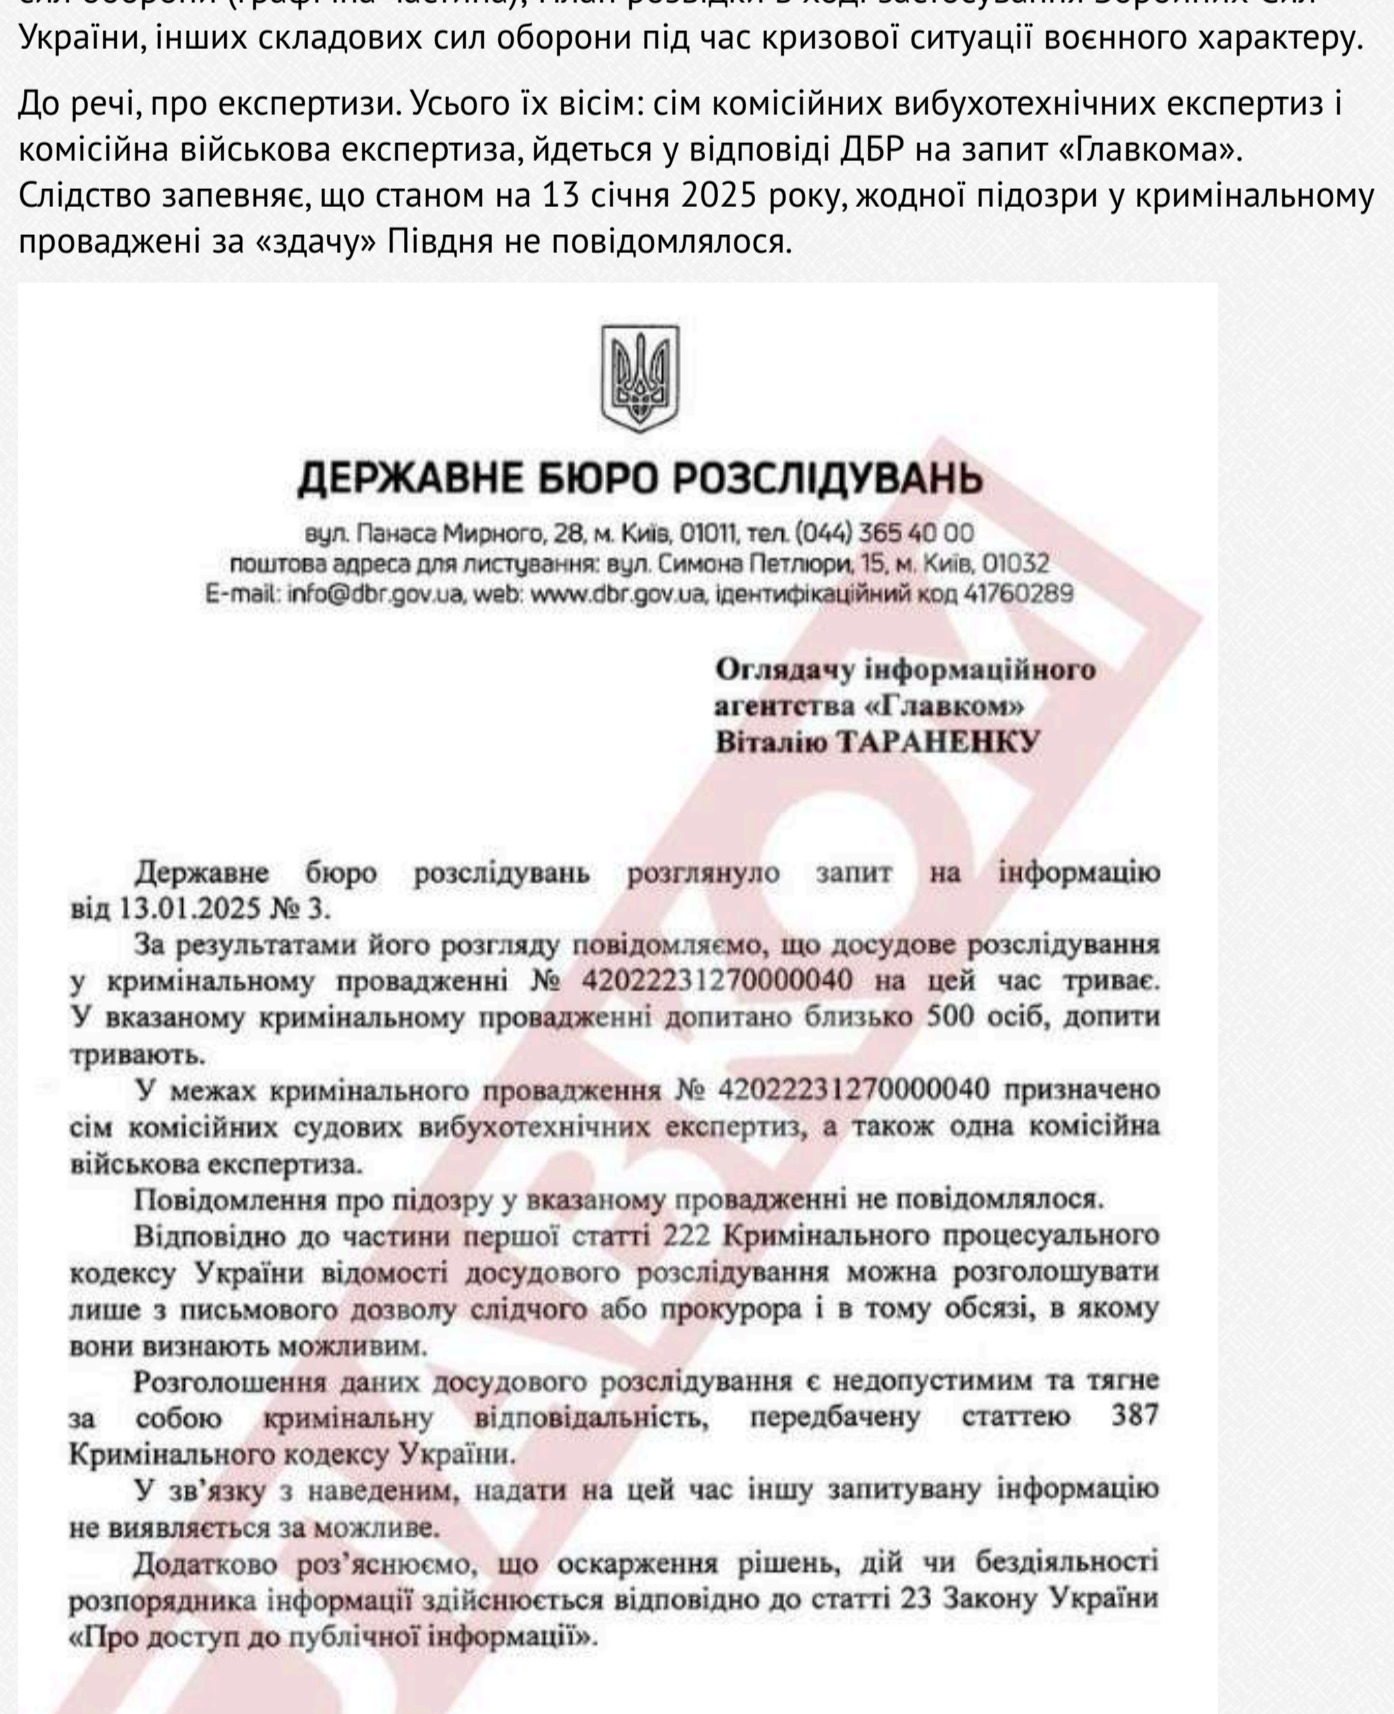 України, інших складових сил оборони під час кризової ситуації воєнного характеру.
До речі, про експертизи. Усього їх вісім: сім комісійних вибухотехнічних експертиз і
комісійна військова експертиза, йдеться у відповіді ДБР на запит «Главкома».
Слідство запевняє, що станом на 13 січня 2025 року, жодної підозри у кримінальному
проваджені за «здачу» Півдня не повідомлялося.
ДЕРЖАВНЕ БЮРО РОЗСЛІДУВАНЬ
вул. Панаса Мирного, 28, м. Київ, 01011, тел. (044) 365 40 00
поштова адреса для листування: вул. Симона Петлюри, 15, м. Київ, 01032
E-mail: info@dbr.gov.ua, web: www.dbr.gov.ua, ідентифікаційний код 41760289
Оглядачу інформаційного
агентства «Главком»
Віталію ТАРАНЕНКУ
Державне бюро розслідувань розглянуло запит на інформацію
від 13.01.2025 № 3.
За результатами його розгляду повідомляємо, що досудове розслідування
у кримінальному провадженні № 42022231270000040 на цей час триває.
У вказаному кримінальному провадженні допитано близько 500 осіб, допити
тривають.
У межах кримінального провадження № 42022231270000040 призначено
сім комісійних судових вибухотехнічних експертиз, а також одна комісійна
військова експертиза.
Повідомлення про підозру у вказаному провадженні не повідомлялося.
Відповідно до частини першої статті 222 Кримінального процесуального
кодексу України відомості досудового розслідування можна розголошувати
лише з письмового дозволу слідчого або прокурора і в тому обсязі, в якому
вони визнають можливим.
Розголошення даних досудового розслідування є недопустимим та тягне
за собою кримінальну відповідальність, передбачену статтею 387
Кримінального кодексу України.
У зв’язку з наведеним, надати на цей час іншу запитувану інформацію
не виявляється за можливе.
Додатково роз’яснюємо, що оскарження рішень, дій чи бездіяльності
розпорядника інформації здійснюється відповідно до статті 23 Закону України
«Про доступ до публічної інформації».
ГЛАВКОМ